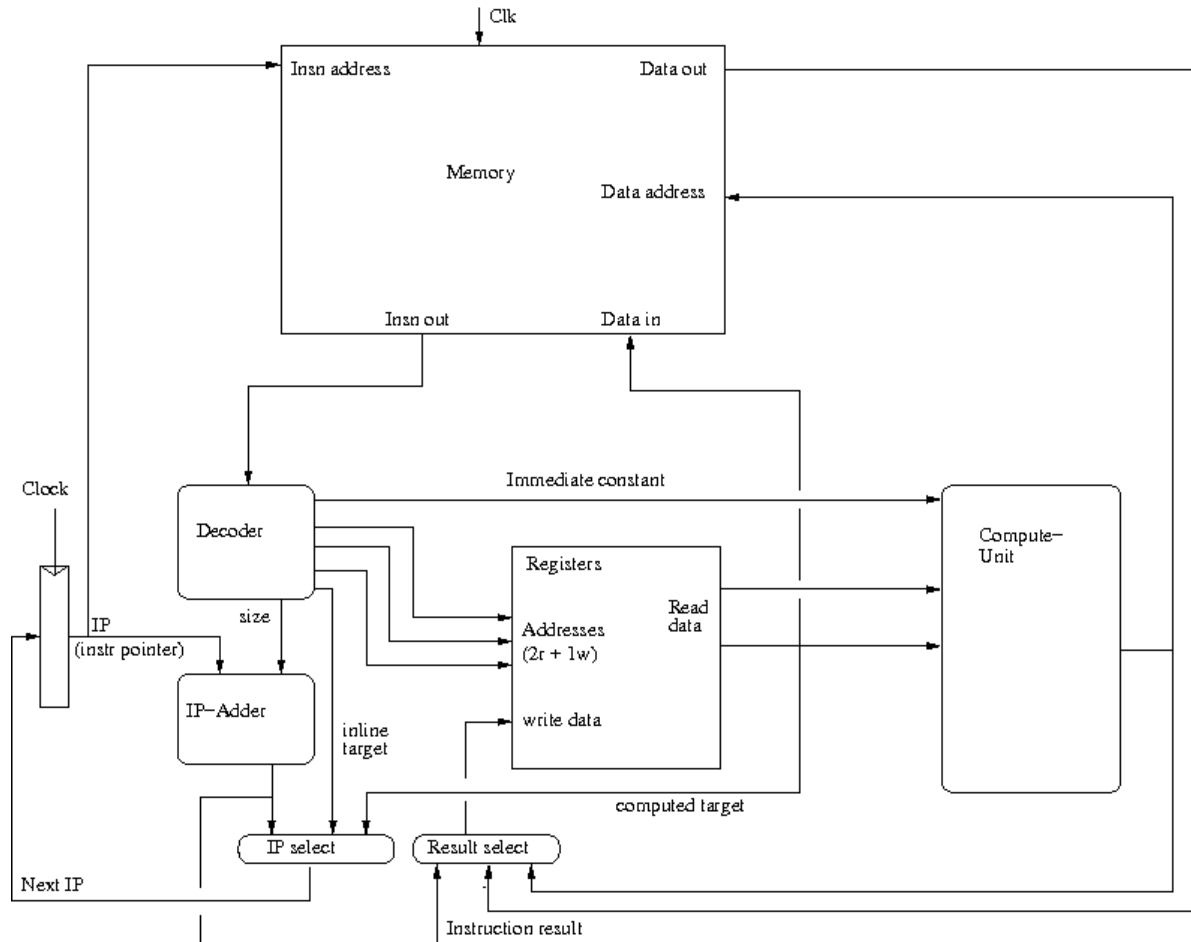 Clk
Insn address
Data out
Memory
Data address
Insn out
Data in
Immediate constant
Clock
Decoder
Compute-
Unit
Registers
size
Read
data
IP
(instr pointer)
Addresses
(2r + 1w)
IP-Adder
inline
target
write data
computed target
IP select
Result select
Next IP
Instruction result